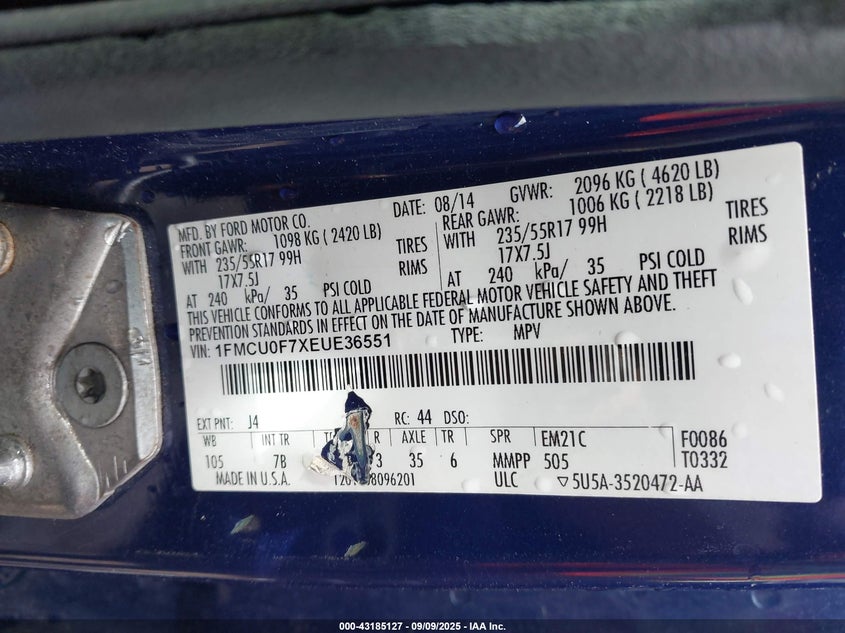 MFD. BY FORD MOTOR CO. DATE: 08/14 GVWR: 2096 KG ( 4620 LB)
FRONT GAWR: 1098 KG ( 2420 LB) REAR GAWR: 1006 KG ( 2218 LB)
WITH 235/55R17 99H TIRES WITH 235/55R17 99H TIRES
17X7.5J RIMS 17X7.5J RIMS
AT 240 kPa/ 35 PSI COLD AT 240 kPa/ 35 PSI COLD
THIS VEHICLE CONFORMS TO ALL APPLICABLE FEDERAL MOTOR VEHICLE SAFETY AND THEFT
PREVENTION STANDARDS IN EFFECT ON THE DATE OF MANUFACTURE SHOWN ABOVE.
VIN: 1FMCU0F7XEUE36551 TYPE: MPV
EXT PNT: J4 RC: 44 DSO:
WB INT TR R AXLE TR SPR EM21C F0086
105 7B 3 35 6 MMPP 505 T0332
MADE IN U.S.A. 8096201 ULC ▽5U5A-3520472-AA
000-43185127 - 09/09/2025 - IAA Inc.